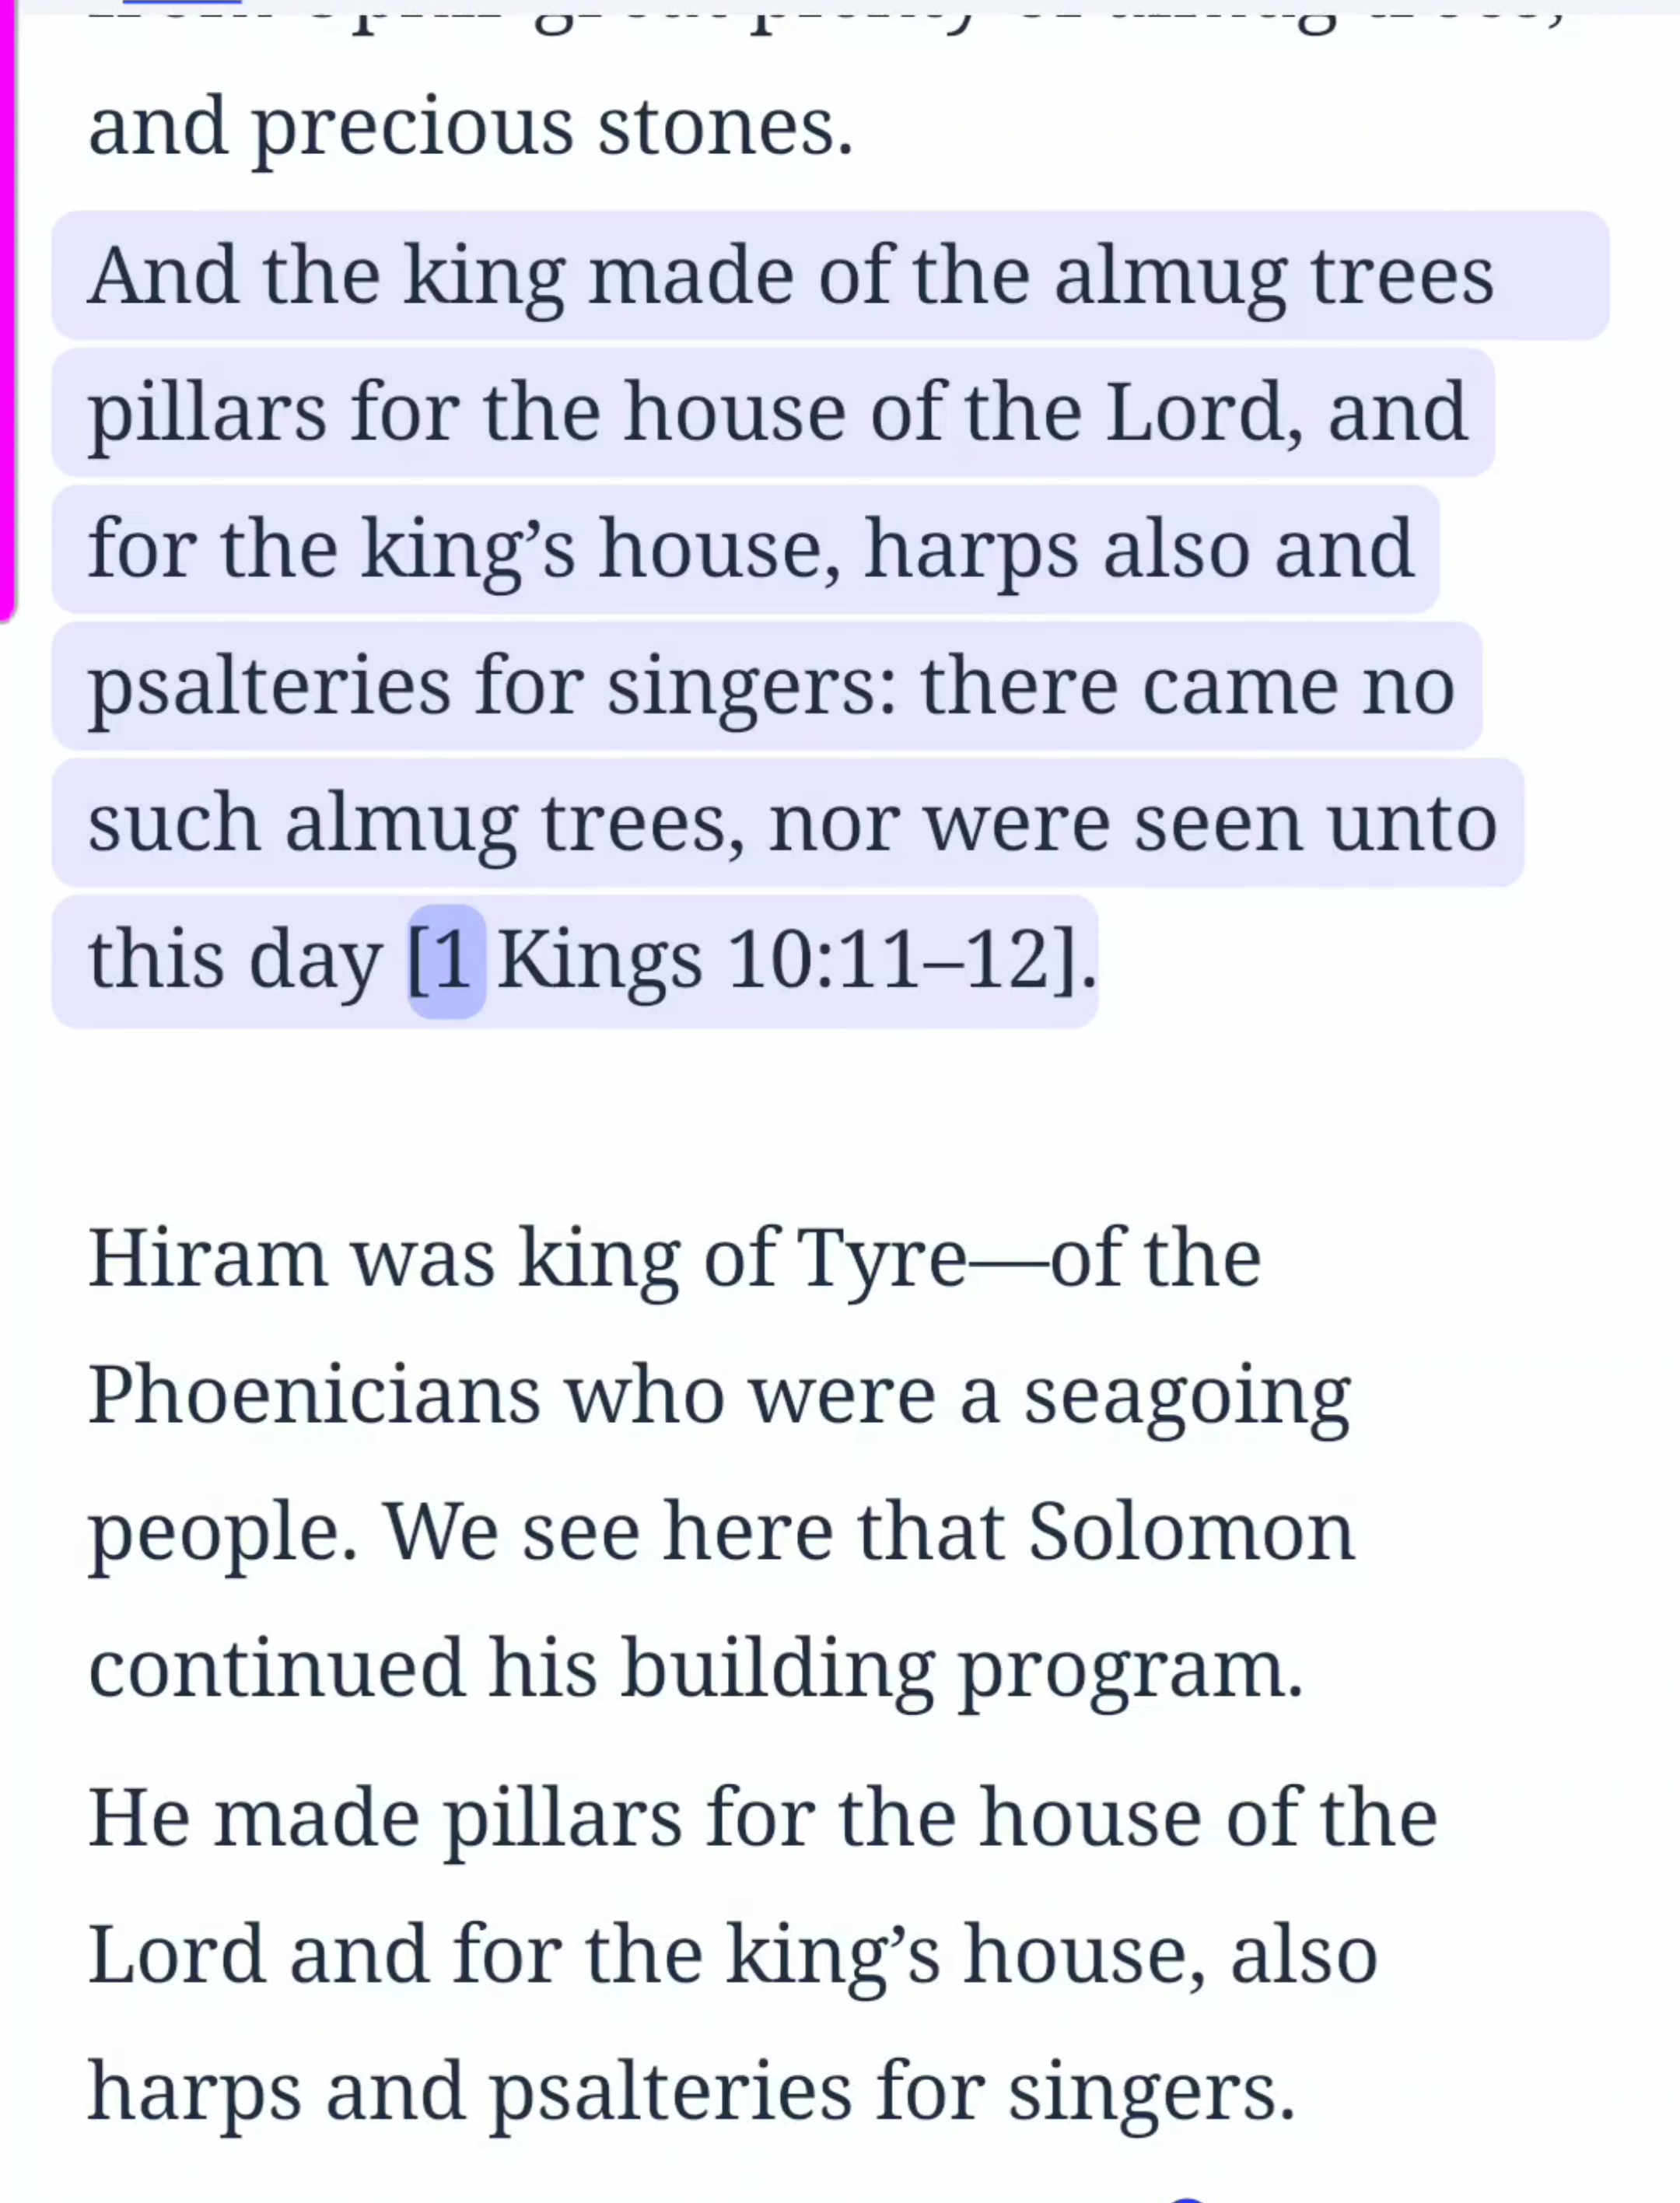 and precious stones.
And the king made of the almug trees
pillars for the house of the Lord, and
for the king’s house, harps also and
psalteries for singers: there came no
such almug trees, nor were seen unto
this day [1 Kings 10:11–12].
Hiram was king of Tyre—of the
Phoenicians who were a seagoing
people. We see here that Solomon
continued his building program.
He made pillars for the house of the
Lord and for the king’s house, also
harps and psalteries for singers.